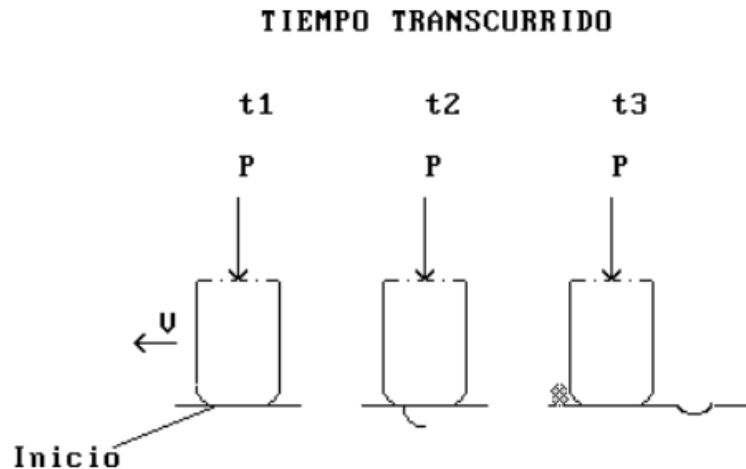 TIEMPO TRANSCURRIDO
t1 t2 t3
P P P
V
Inicio